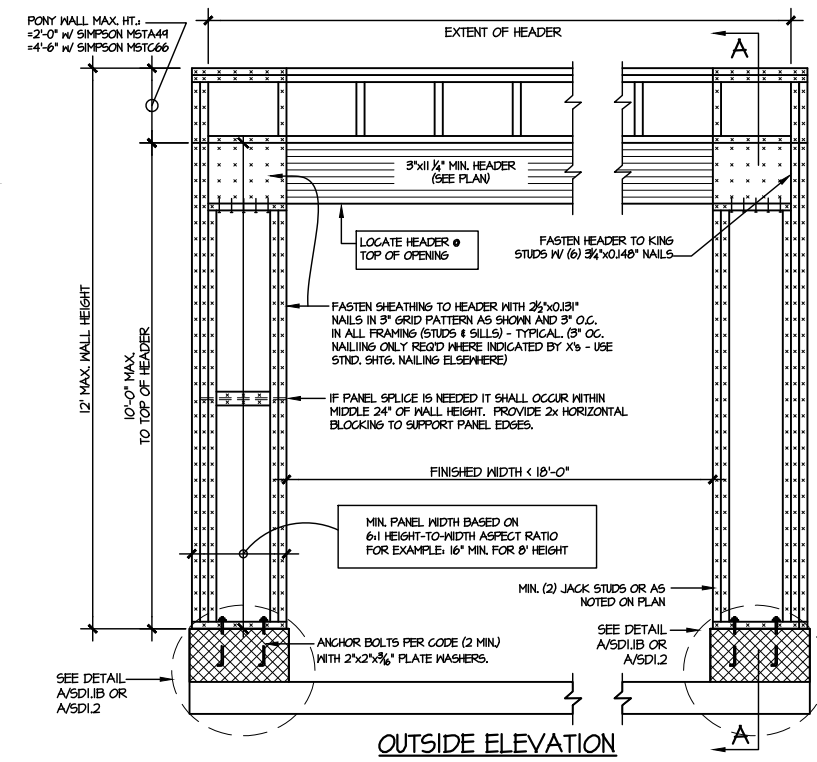 PONY WALL MAX. HT.:
=2'-0" W/ SIMPSON MSTA49
=4'-6" W/ SIMPSON MSTC66
EXTENT OF HEADER
A
3"x11 1/4" MIN. HEADER
(SEE PLAN)
LOCATE HEADER @
TOP OF OPENING
FASTEN HEADER TO KING
STUDS W/ (6) 3 1/4"x0.148" NAILS
12' MAX. WALL HEIGHT
10'-0" MAX.
TO TOP OF HEADER
FASTEN SHEATHING TO HEADER WITH 2 1/2"x0.131"
NAILS IN 3" GRID PATTERN AS SHOWN AND 3" O.C.
IN ALL FRAMING (STUDS & SILLS) - TYPICAL. (3" OC.
NAILIING ONLY REQ'D WHERE INDICATED BY X's - USE
STND. SHTG. NAILING ELSEWHERE)
IF PANEL SPLICE IS NEEDED IT SHALL OCCUR WITHIN
MIDDLE 24" OF WALL HEIGHT. PROVIDE 2x HORIZONTAL
BLOCKING TO SUPPORT PANEL EDGES.
FINISHED WIDTH < 18'-0"
MIN. PANEL WIDTH BASED ON
6:1 HEIGHT-TO-WIDTH ASPECT RATIO
FOR EXAMPLE: 16" MIN. FOR 8' HEIGHT
MIN. (2) JACK STUDS OR AS
NOTED ON PLAN
SEE DETAIL
A/SD1.1B OR
A/SD1.2
ANCHOR BOLTS PER CODE (2 MIN.)
WITH 2"x2"x3/16" PLATE WASHERS.
SEE DETAIL
A/SD1.1B OR
A/SD1.2
A
OUTSIDE ELEVATION